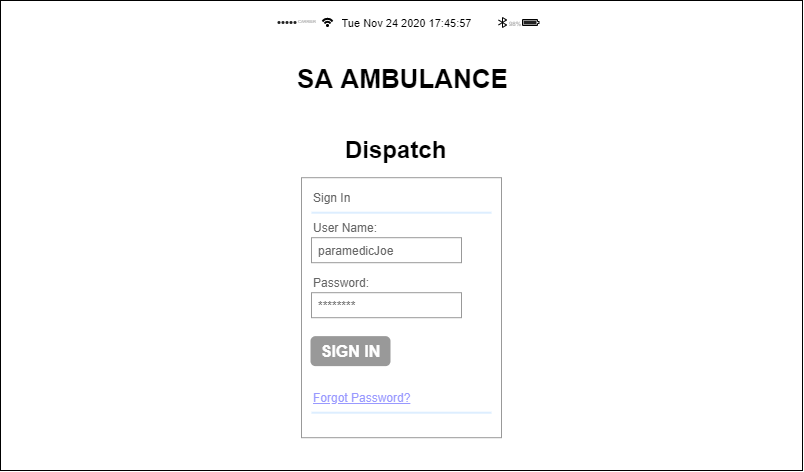 Tue Nov 24 2020 17:45:57
SA AMBULANCE
Dispatch
Sign In
User Name:
paramedicJoe
Password:
********
SIGN IN
Forgot Password?